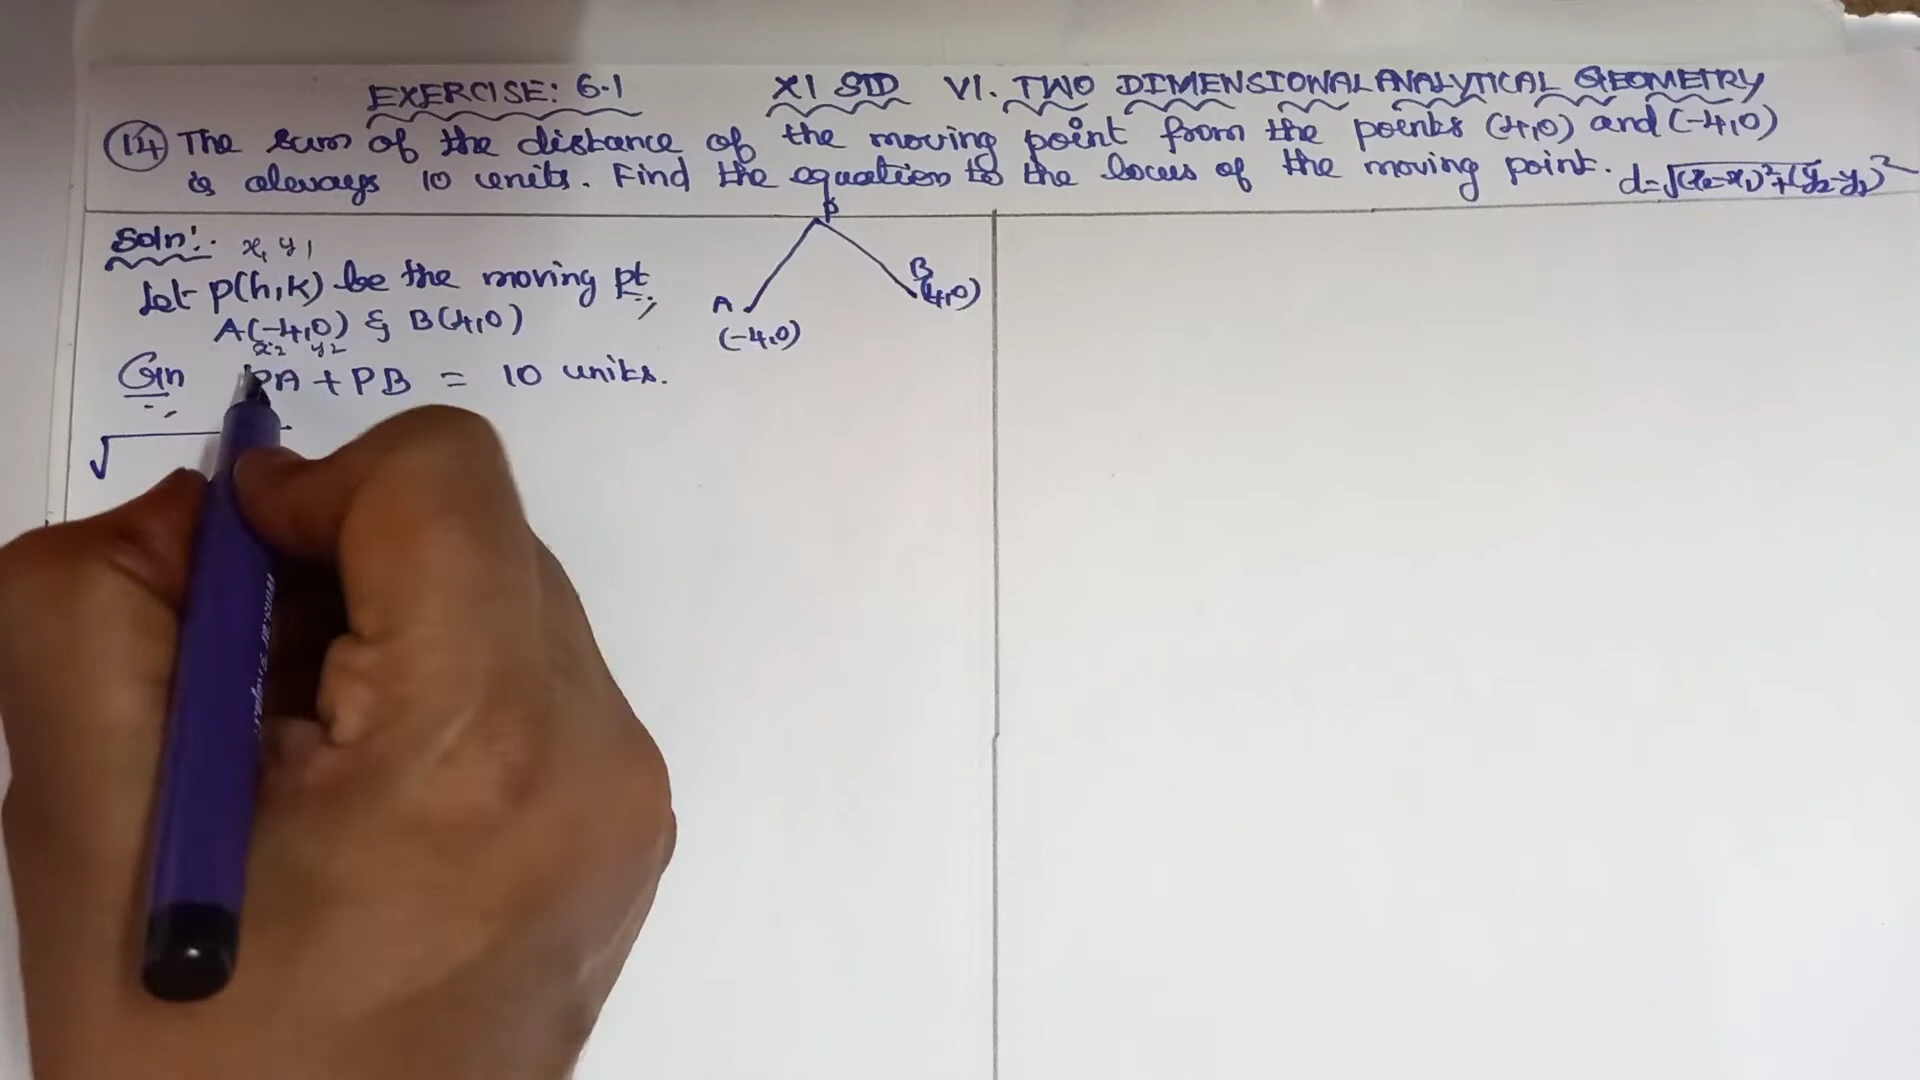 EXERCISE: 6.1 XI STD VI. TWO DIMENSIONAL ANALYTICAL GEOMETRY
14 The sum of the distance of the moving point from the points (4,0) and (-4,0)
is always 10 units. Find the equation to the locus of the moving point. d=√(x₂-x₁)²+(y₂-y₁)²
Soln:
x₁ y₁
Let P(h,k) be the moving pt
A(-4,0) & B(4,0)
x₂ y₂
Gn PA + PB = 10 units.
√
P
A
(-4,0)
B
(4,0)